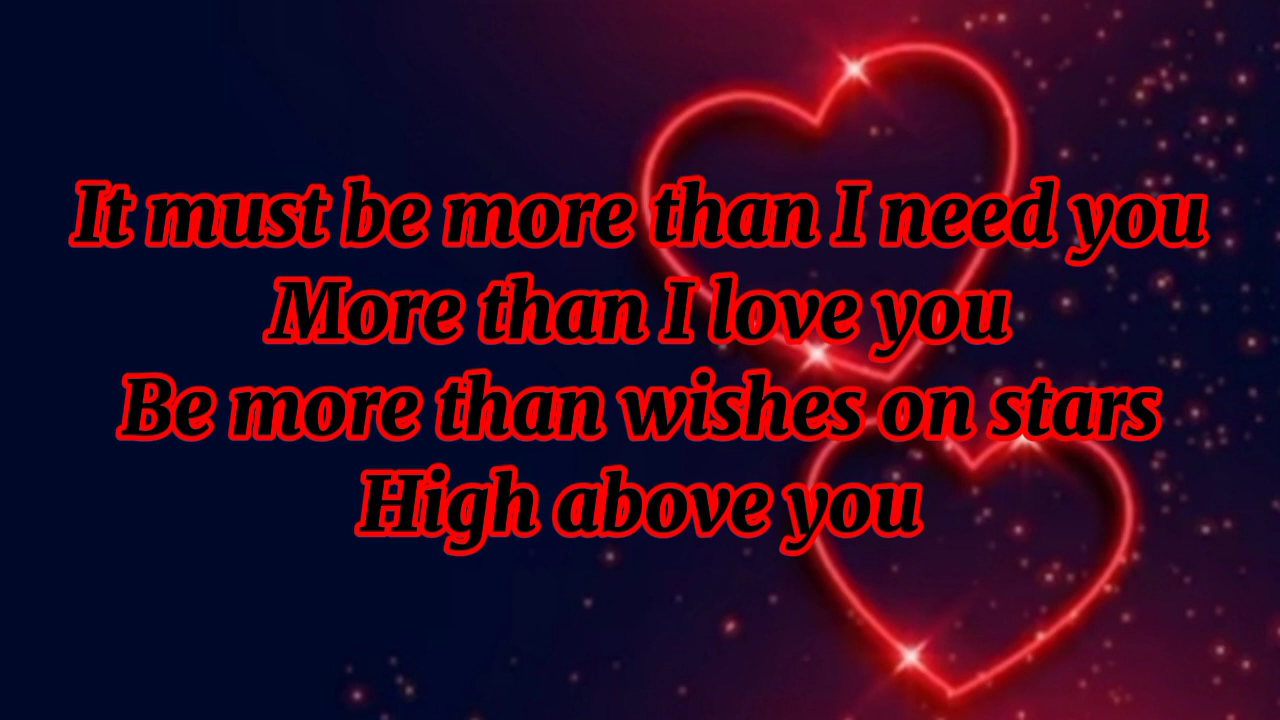 It must be more than I need you
More than I love you
Be more than wishes on stars
High above you